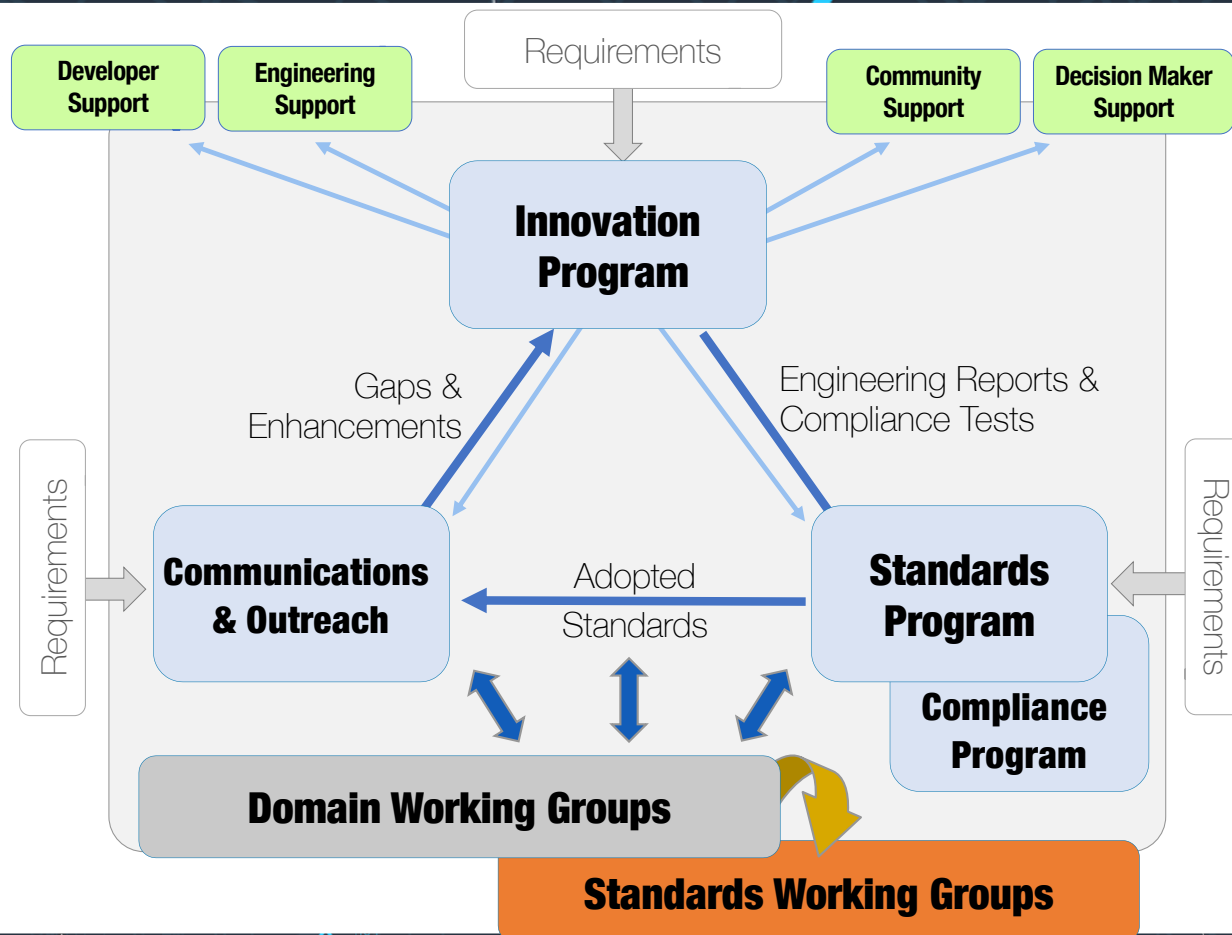 Requirements
Developer
Support
Engineering
Support
Community
Support
Decision Maker
Support
Innovation
Program
Gaps &
Enhancements
Engineering Reports &
Compliance Tests
Requirements
Requirements
Communications
& Outreach
Adopted
Standards
Standards
Program
Compliance
Program
Domain Working Groups
Standards Working Groups